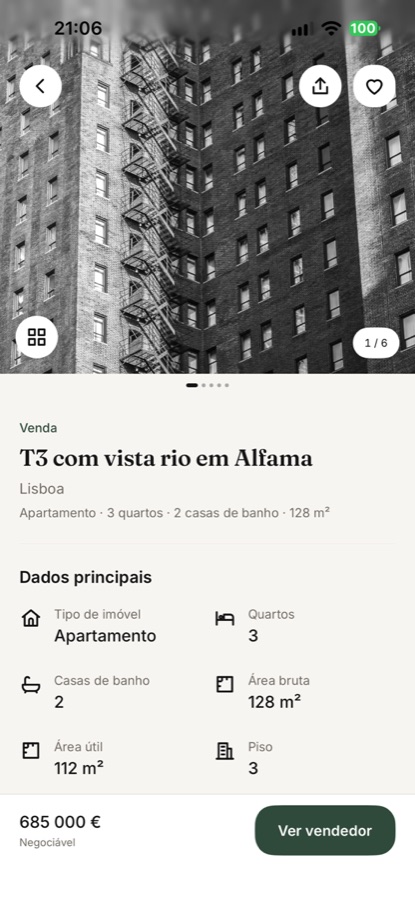 21:06
100
1 / 6
Venda
T3 com vista rio em Alfama
Lisboa
Apartamento · 3 quartos · 2 casas de banho · 128 m²
Dados principais
Tipo de imóvel
Apartamento
Quartos
3
Casas de banho
2
Área bruta
128 m²
Área útil
112 m²
Piso
3
685 000 €
Negociável
Ver vendedor